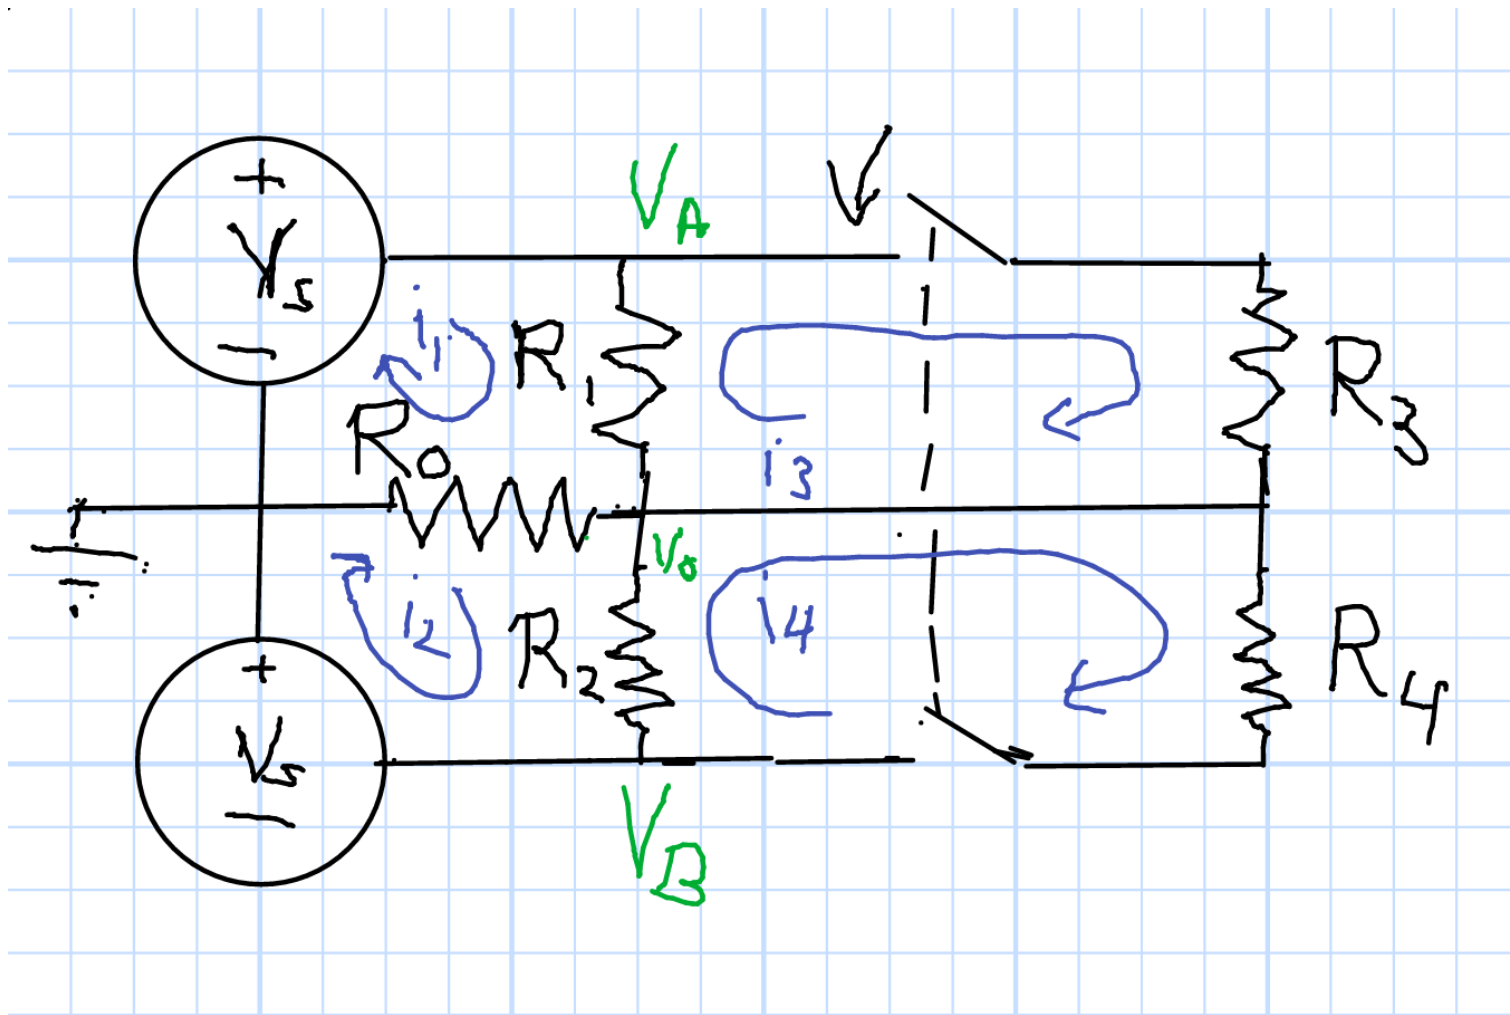 V_A
+
V_S
−
i_1
R_1
R_3
R_0
i_3
V_0
i_2
R_2
i_4
R_4
+
V_S
−
V_B